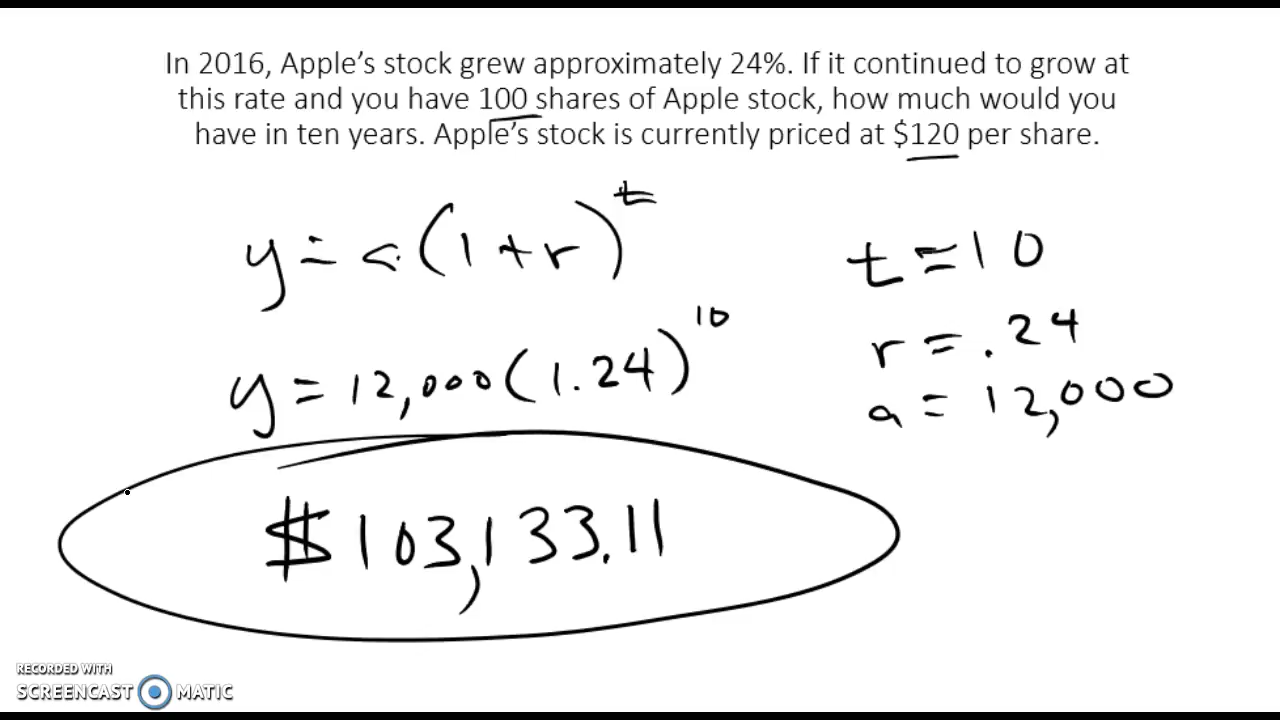 In 2016, Apple's stock grew approximately 24%. If it continued to grow at
this rate and you have 100 shares of Apple stock, how much would you
have in ten years. Apple's stock is currently priced at $120 per share.
y = a(1+r)^t
t = 10
r = .24
y = 12,000(1.24)^10
a = 12,000
$103,133.11
RECORDED WITH
SCREENCAST MATIC